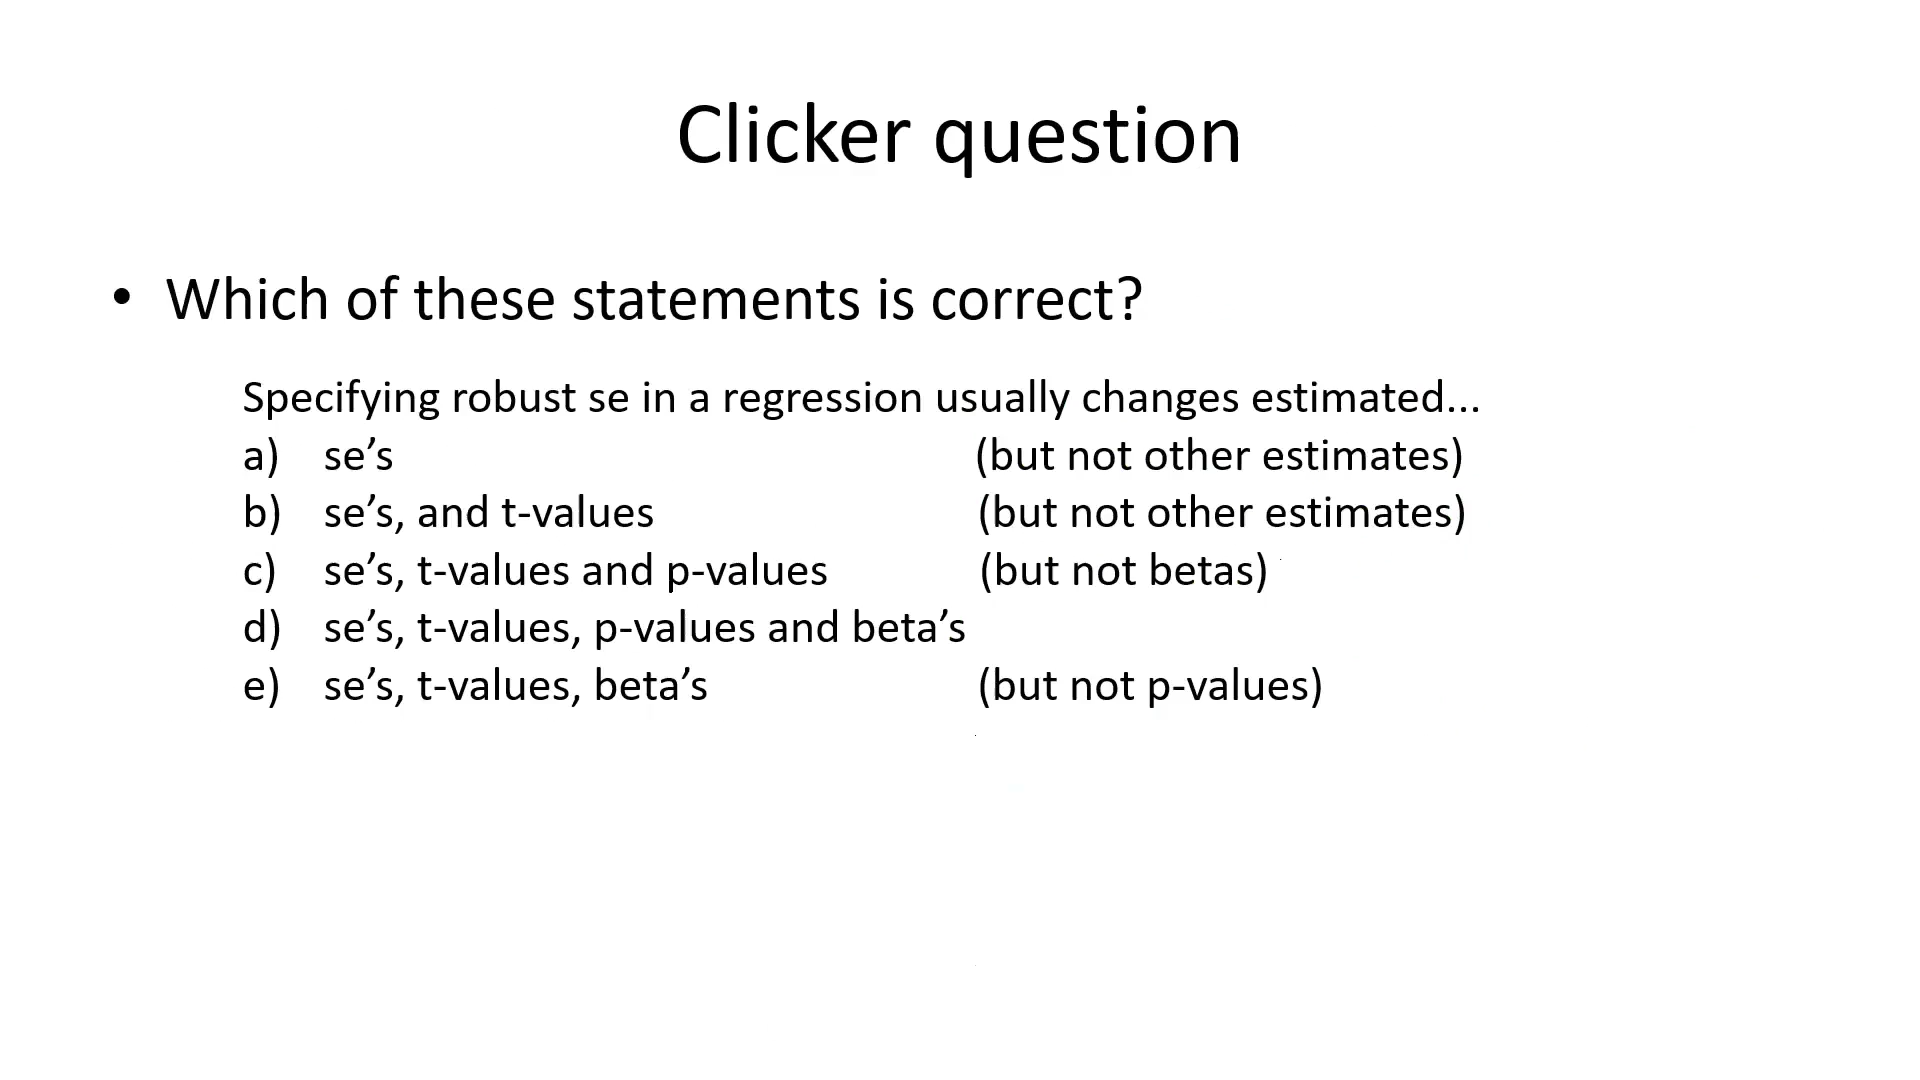 Clicker question
• Which of these statements is correct?
Specifying robust se in a regression usually changes estimated...
a) se’s (but not other estimates)
b) se’s, and t-values (but not other estimates)
c) se’s, t-values and p-values (but not betas)
d) se’s, t-values, p-values and beta’s
e) se’s, t-values, beta’s (but not p-values)